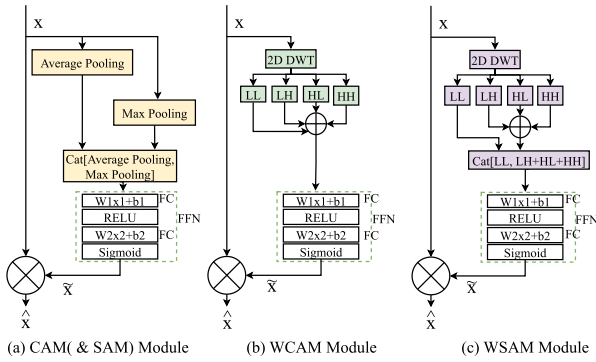 x
Average Pooling
Max Pooling
Cat[Average Pooling,
Max Pooling]
W1x1+b1 FC
RELU FFN
W2x2+b2 FC
Sigmoid
x̃
x̂
(a) CAM( & SAM) Module
x
2D DWT
LL LH HL HH
W1x1+b1 FC
RELU FFN
W2x2+b2 FC
Sigmoid
x̃
x̂
(b) WCAM Module
x
2D DWT
LL LH HL HH
Cat[LL, LH+HL+HH]
W1x1+b1 FC
RELU FFN
W2x2+b2 FC
Sigmoid
x̃
x̂
(c) WSAM Module